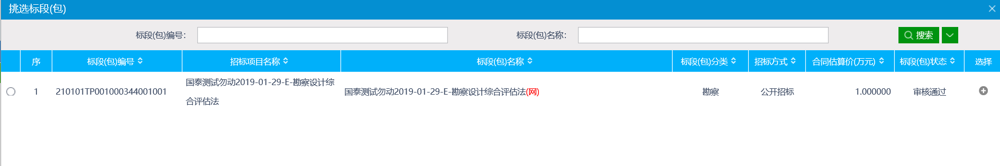 挑选标段(包)
标段(包)编号： 标段(包)名称： 搜索
序 标段(包)编号 招标项目名称 标段(包)名称 标段(包)分类 招标方式 合同估算价(万元) 标段(包)状态 选择
1 210101TP001000344001001 国泰测试勿动2019-01-29-E-勘察设计综 国泰测试勿动2019-01-29-E-勘察设计综合评估法(网) 勘察 公开招标 1.000000 审核通过
合评估法